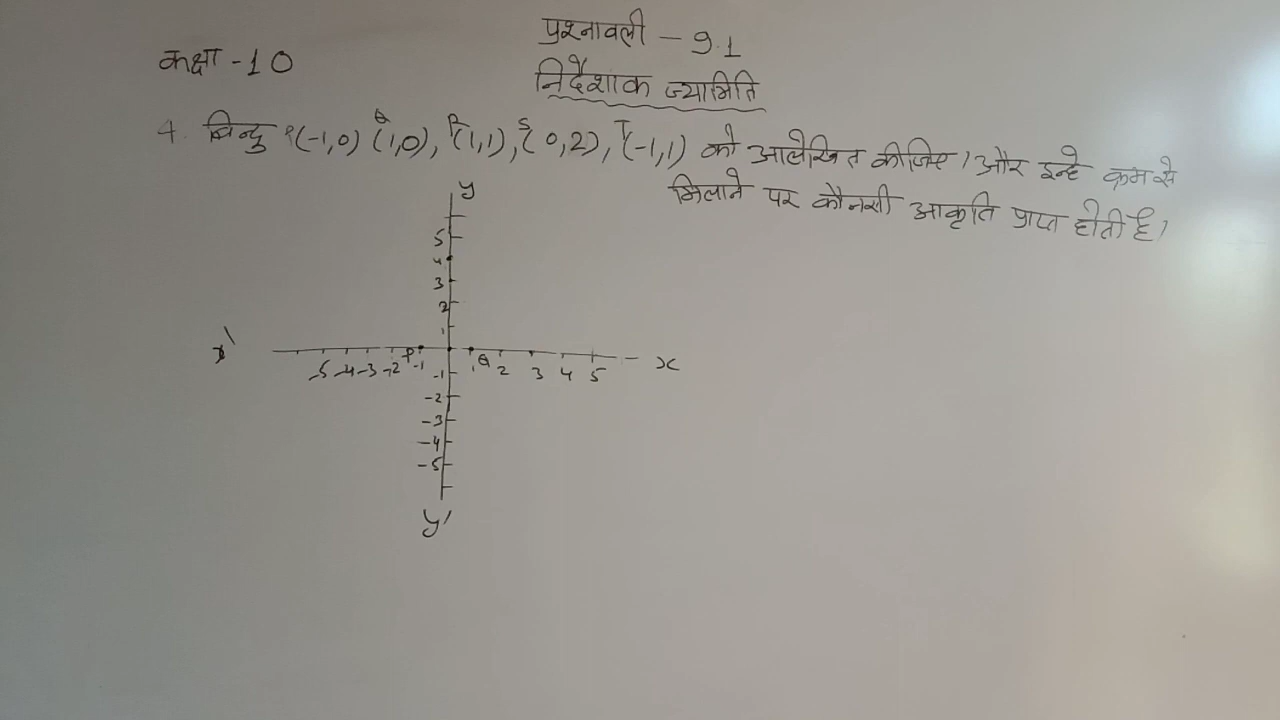 कक्षा - 10
प्रश्नावली - 9.1
निर्देशाक ज्यामिति
4. बिन्दु P(-1,0) Q(1,0), R(1,1), S(0,2), T(-1,1) को आलेखित कीजिए। और इन्हे क्रम से
मिलाने पर कौनसी आकृति प्राप्त होती है।
y
5
4
3
2
1
x' -5 -4 -3 -2 P -1 1 Q 2 3 4 5 x
-1
-2
-3
-4
-5
y'